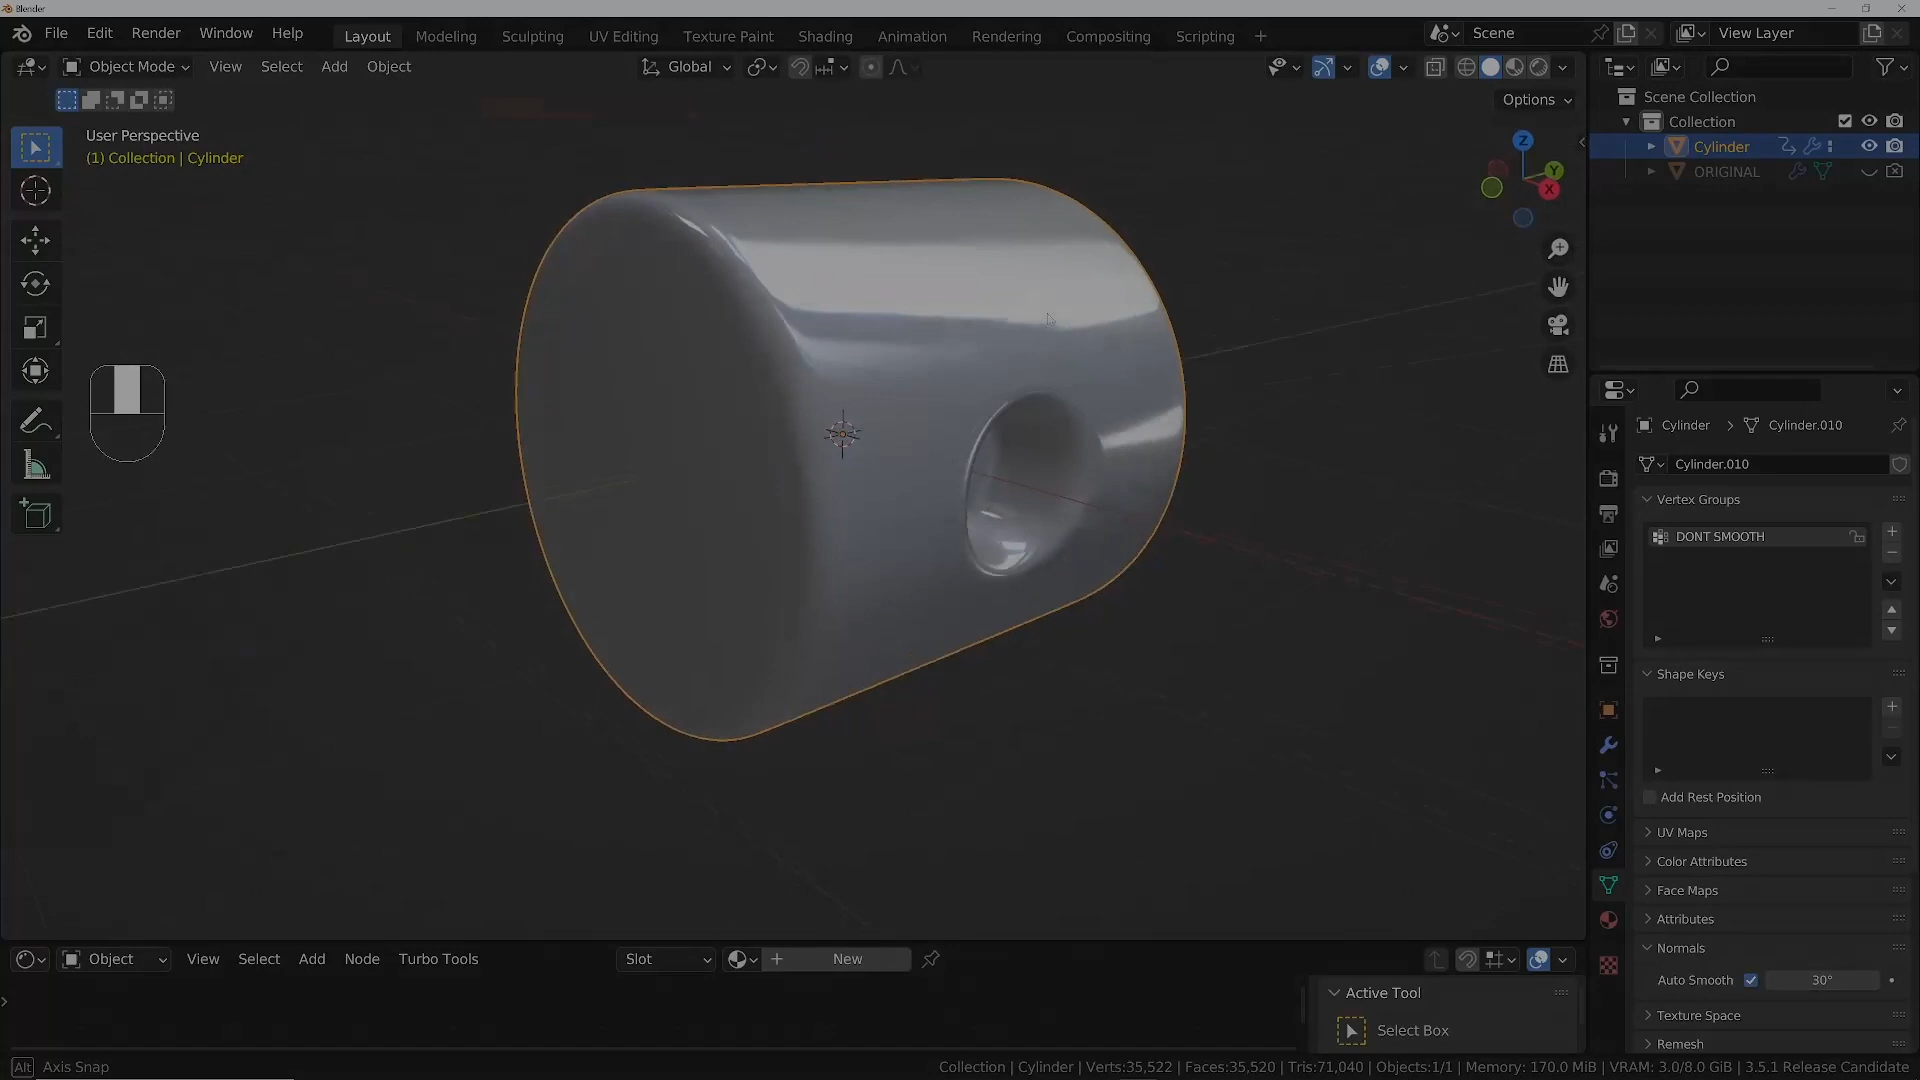 Blender
File Edit Render Window Help Layout Modeling Sculpting UV Editing Texture Paint Shading Animation Rendering Compositing Scripting + Scene View Layer
Object Mode View Select Add Object Global
Options
User Perspective
(1) Collection | Cylinder
Z
Y
X
Scene Collection
Collection
Cylinder
ORIGINAL
Cylinder > Cylinder.010
Cylinder.010
Vertex Groups
DONT SMOOTH
Shape Keys
Add Rest Position
UV Maps
Color Attributes
Face Maps
Attributes
Normals
Auto Smooth 30°
Texture Space
Remesh
Object View Select Add Node Turbo Tools Slot + New
Active Tool
Select Box
Alt Axis Snap
Collection | Cylinder | Verts:35,522 | Faces:35,520 | Tris:71,040 | Objects:1/1 | Memory: 170.0 MiB | VRAM: 3.0/8.0 GiB | 3.5.1 Release Candidate